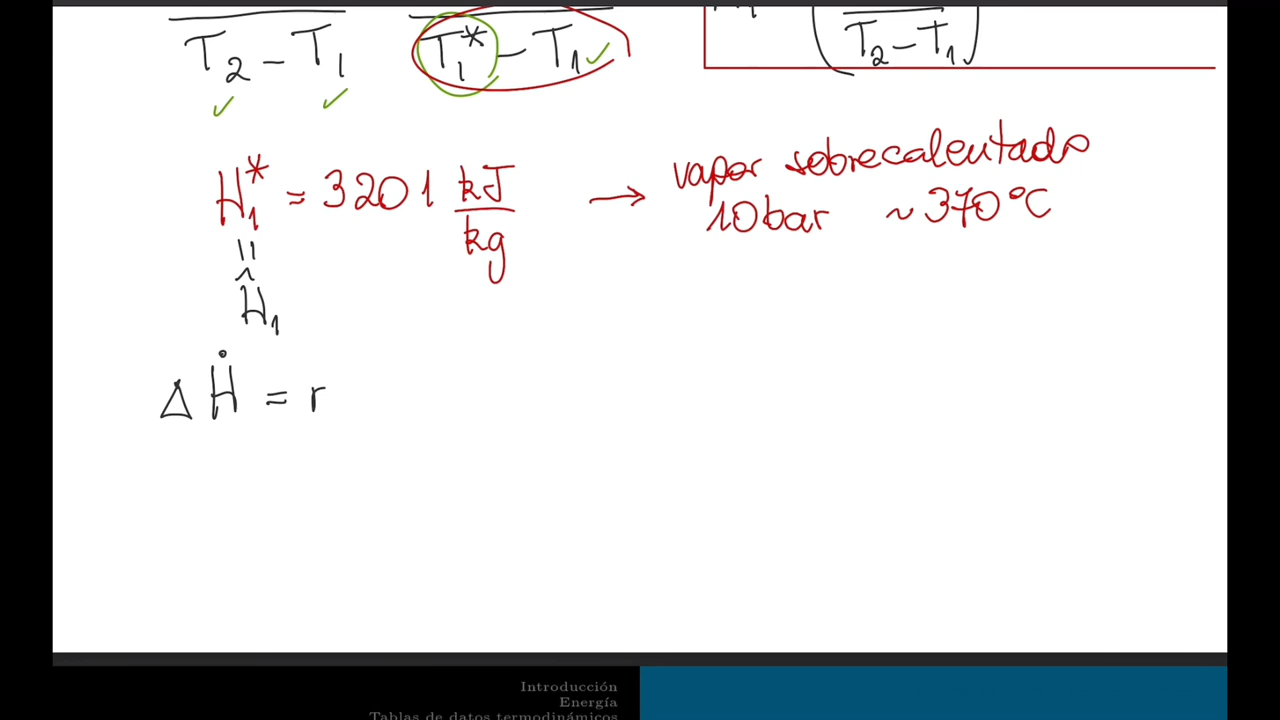 T₂ - T₁ T₁* - T₁ T₂ - T₁
H₁* = 3201 kJ/kg → vapor sobrecalentado
10bar ~370°C
=
Ĥ₁
ΔḢ = r
Introducción
Energía
Tablas de datos termodinámicos